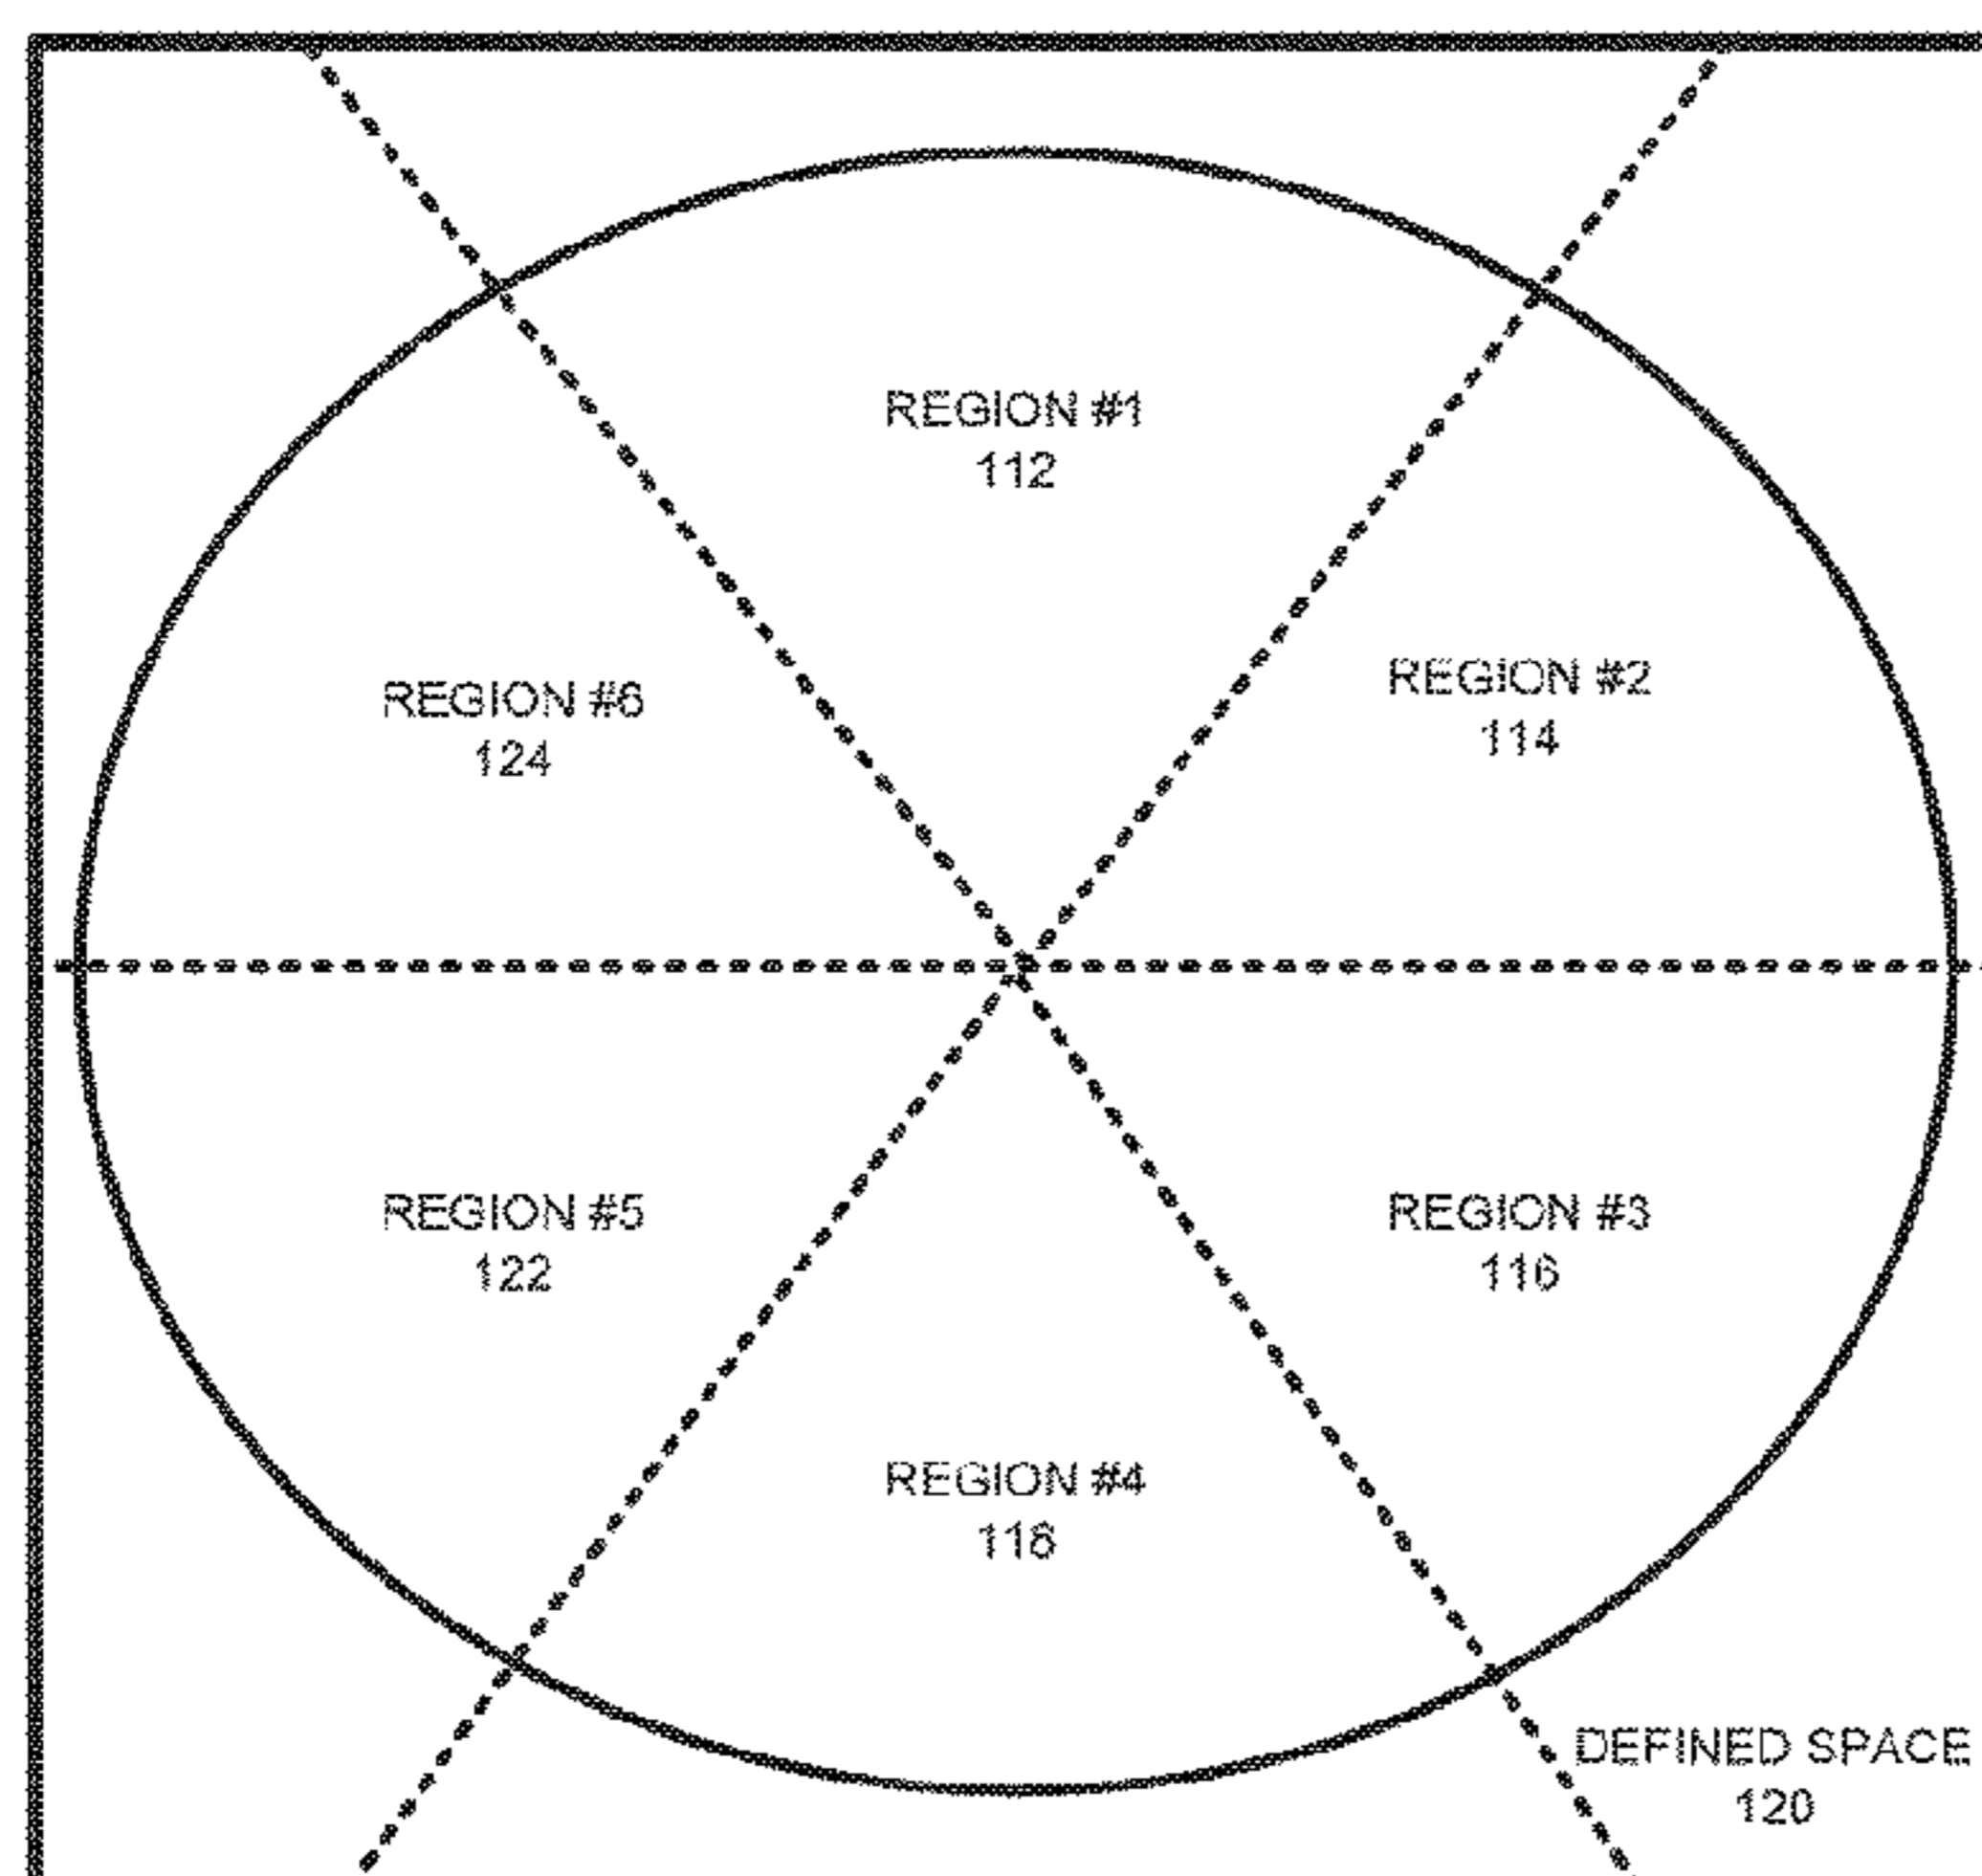 REGION #1
112
REGION #2
114
REGION #6
124
REGION #5
122
REGION #3
116
REGION #4
118
DEFINED SPACE
120